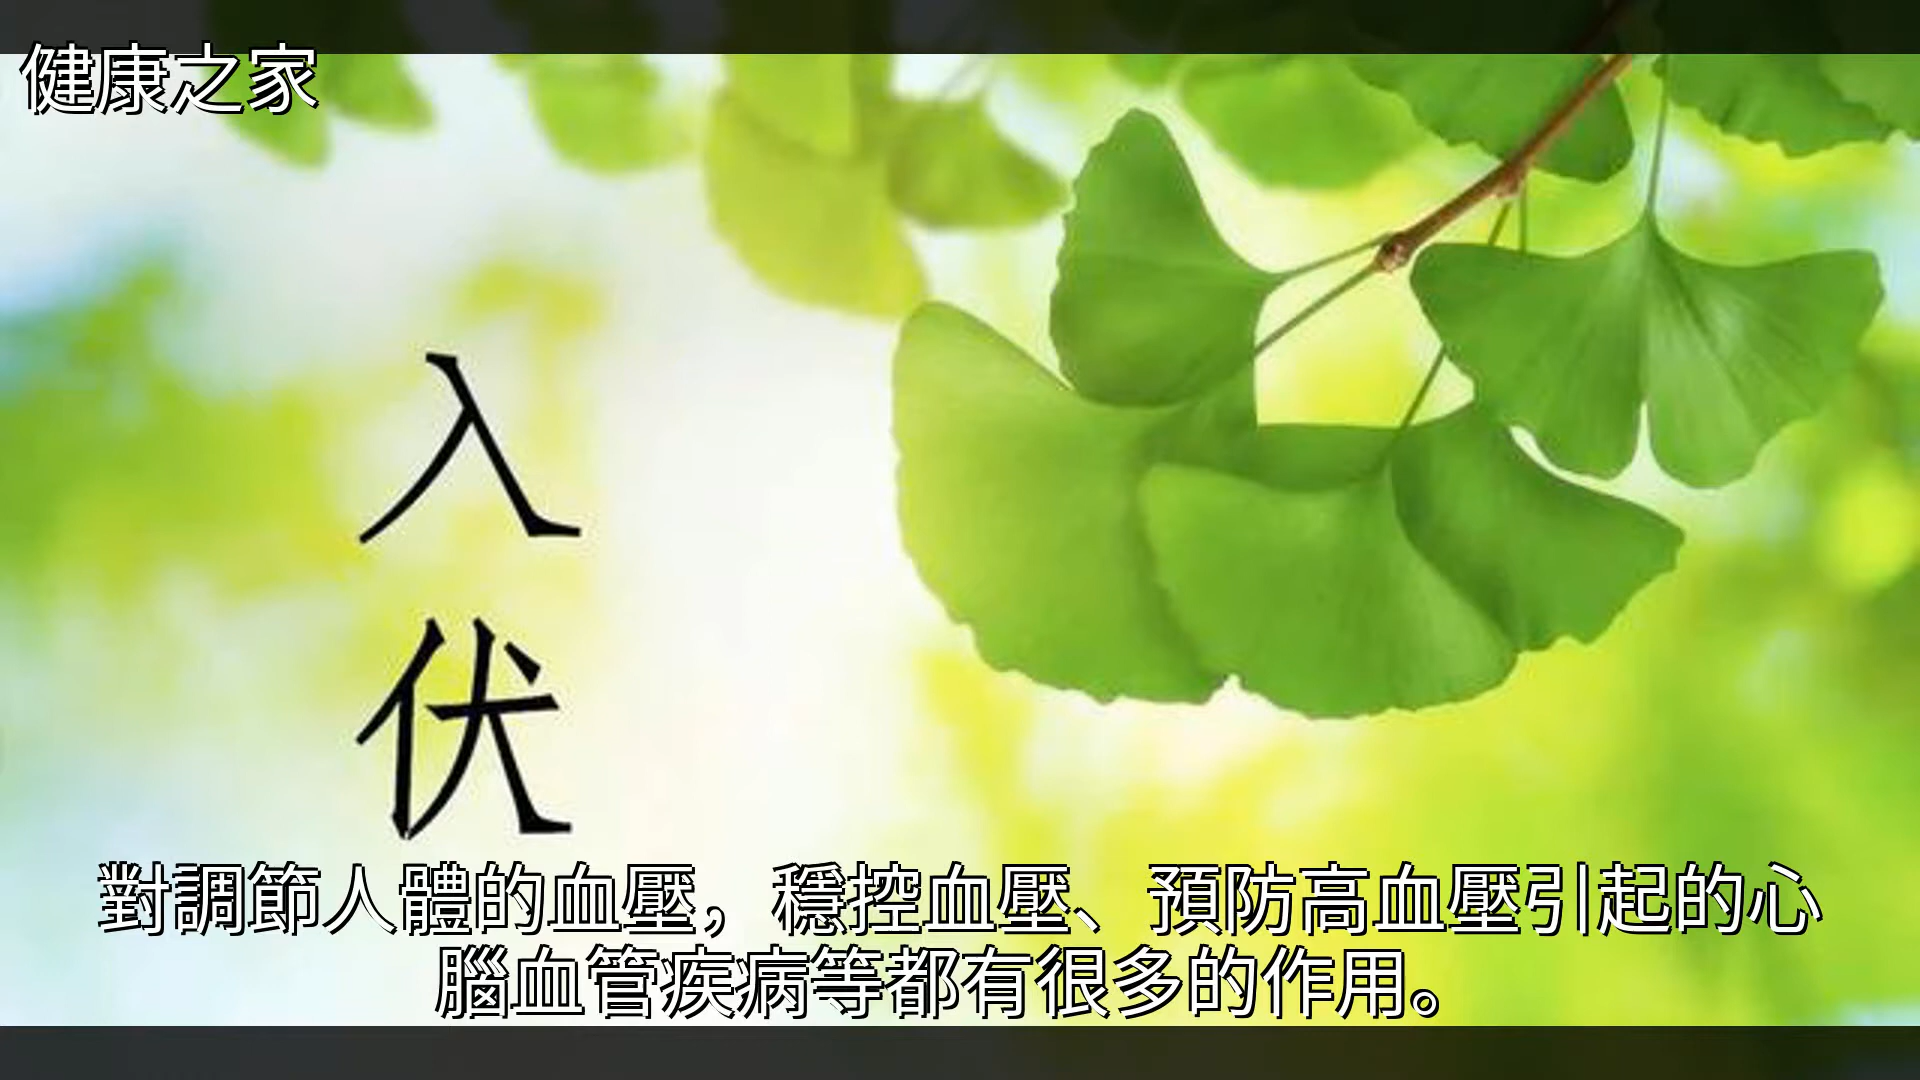 健康之家
入
伏
對調節人體的血壓，穩控血壓、預防高血壓引起的心
腦血管疾病等都有很多的作用。